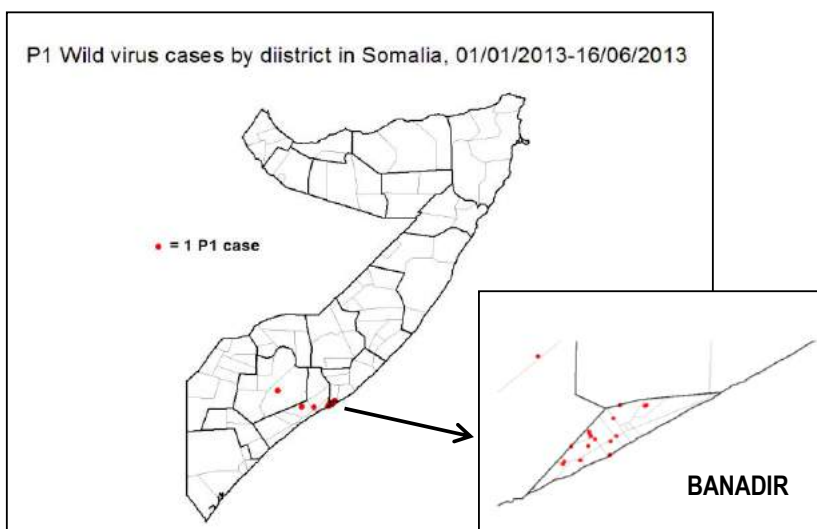 P1 Wild virus cases by diistrict in Somalia, 01/01/2013-16/06/2013
= 1 P1 case
BANADIR